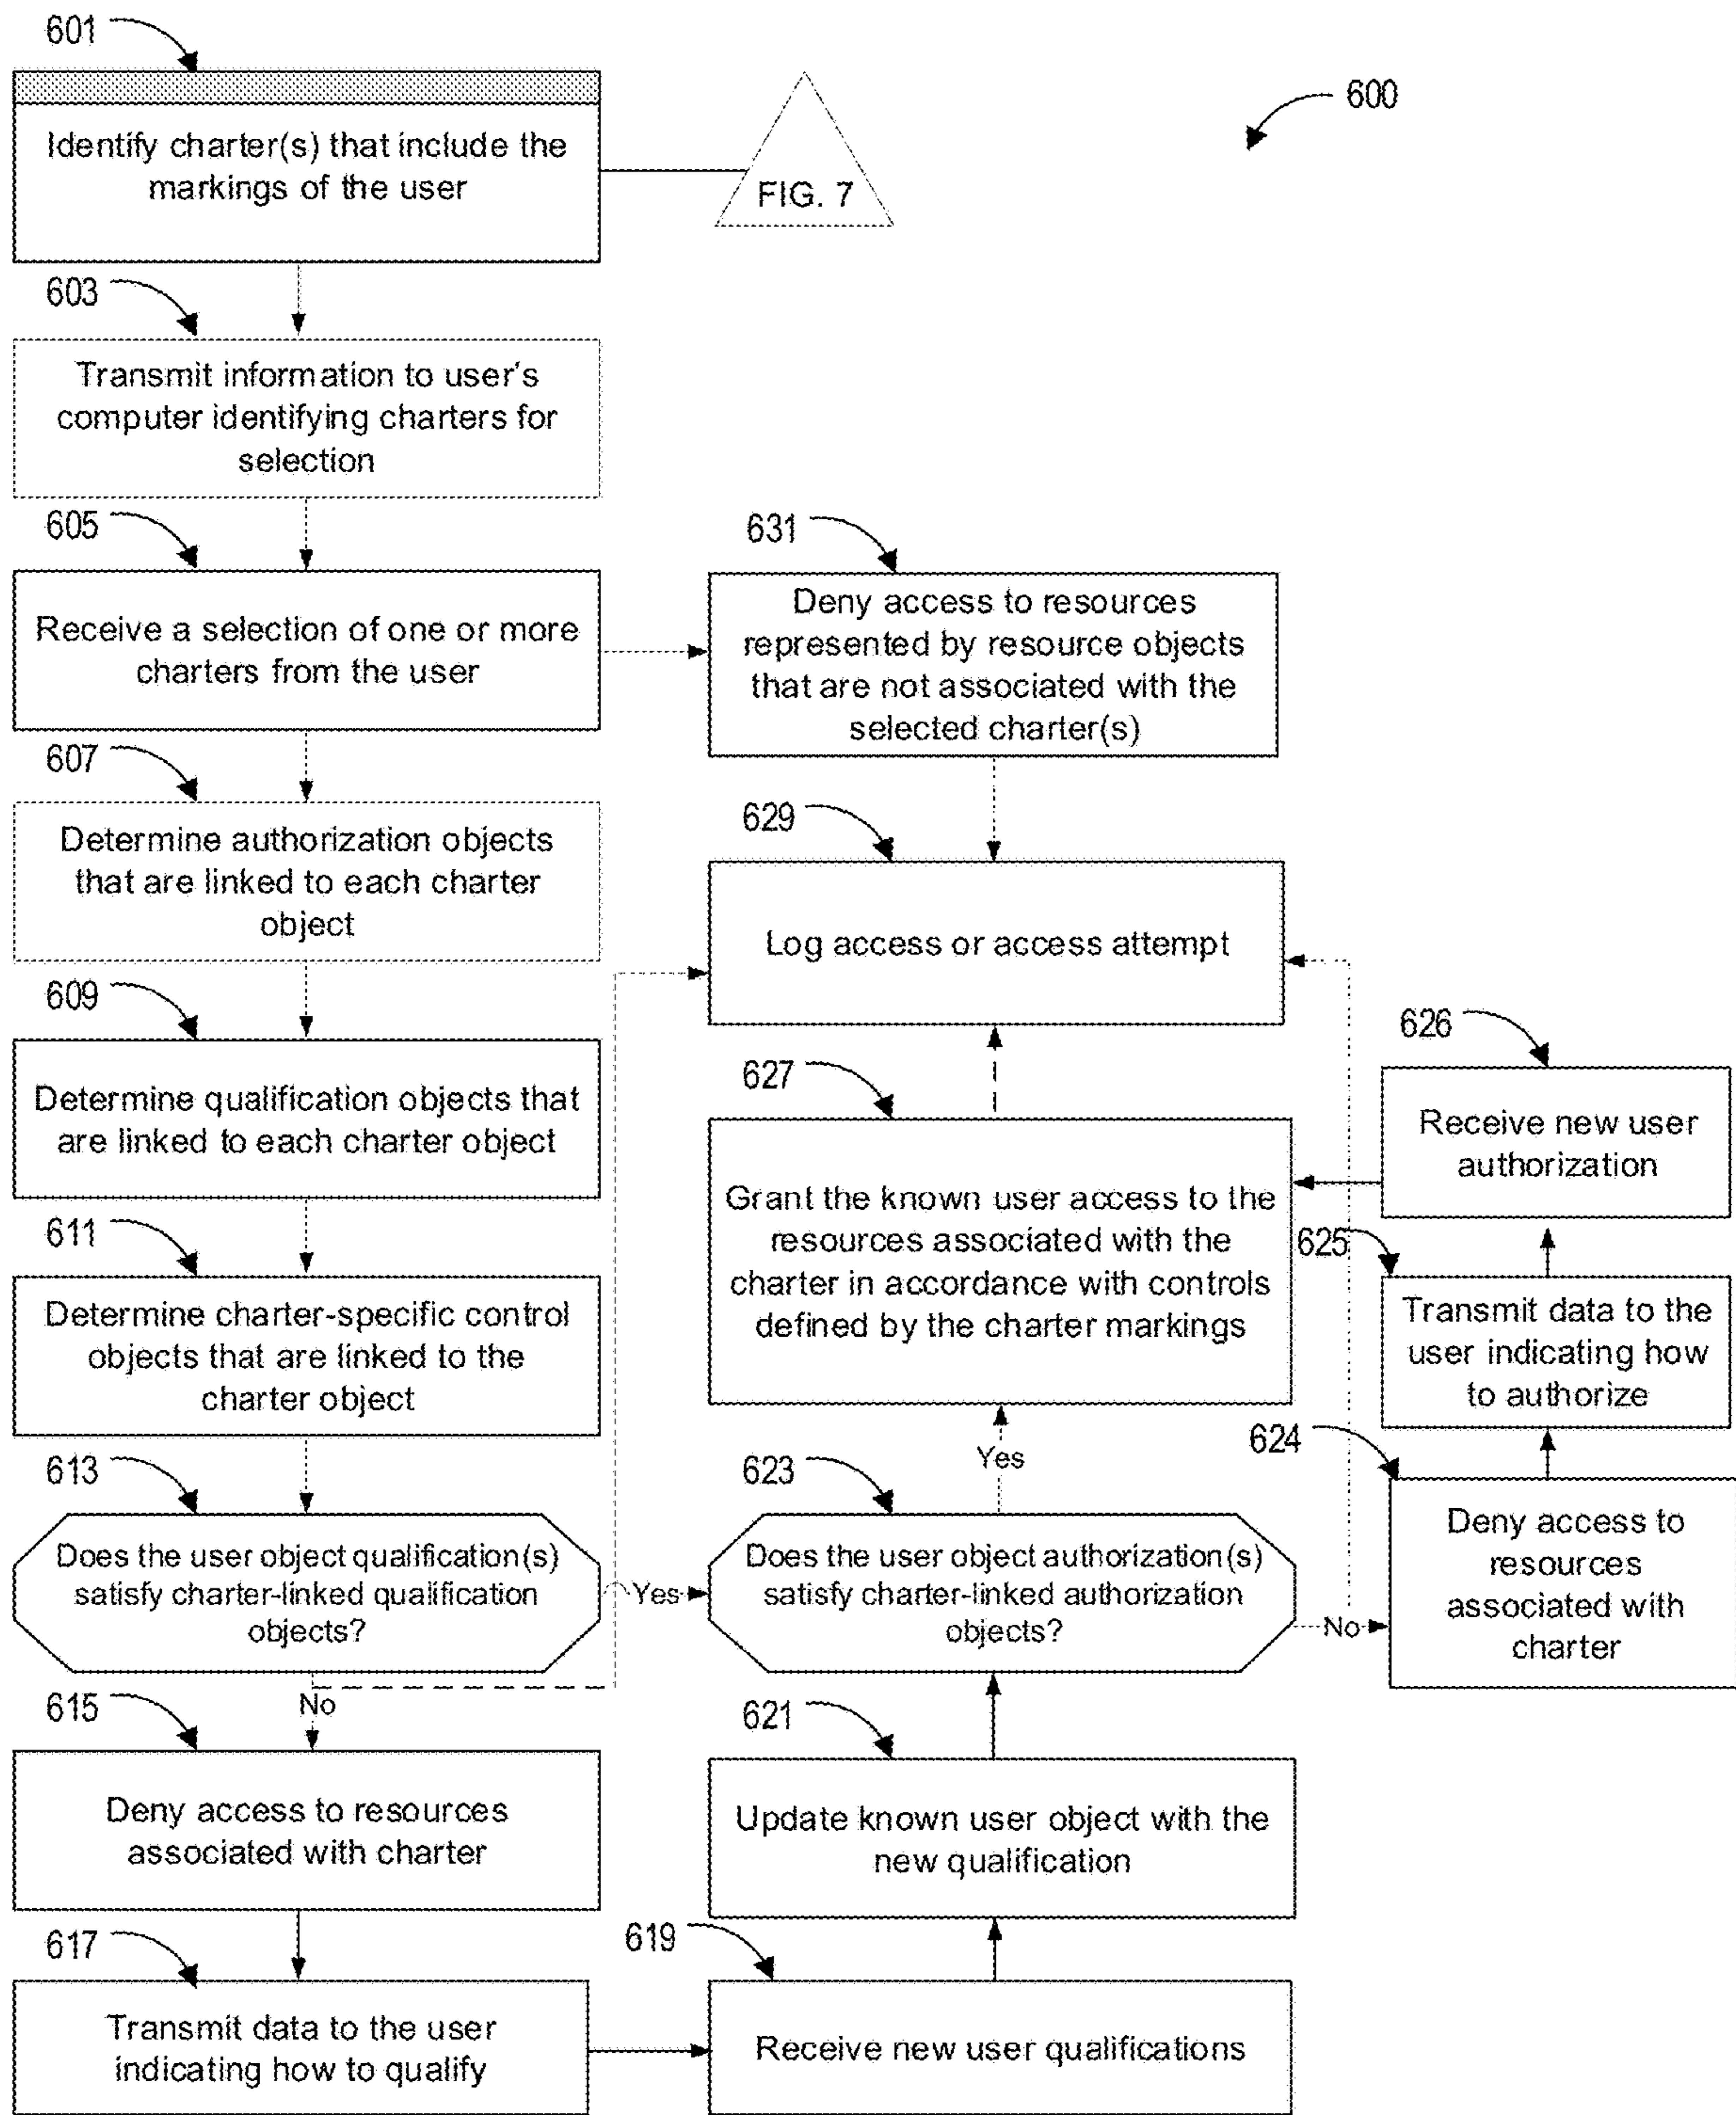 601
Identify charter(s) that include the
markings of the user
FIG. 7
600
603
Transmit information to user's
computer identifying charters for
selection
605
Receive a selection of one or more
charters from the user
631
Deny access to resources
represented by resource objects
that are not associated with the
selected charter(s)
607
Determine authorization objects
that are linked to each charter
object
629
Log access or access attempt
609
Determine qualification objects that
are linked to each charter object
627
Grant the known user access to the
resources associated with the
charter in accordance with controls
defined by the charter markings
626
Receive new user
authorization
611
Determine charter-specific control
objects that are linked to the
charter object
625
Transmit data to the
user indicating how
to authorize
613
Does the user object qualification(s)
satisfy charter-linked qualification
objects?
Yes
No
623
Yes
Does the user object authorization(s)
satisfy charter-linked authorization
objects?
No
624
Deny access to
resources
associated with
charter
615
Deny access to resources
associated with charter
621
Update known user object with the
new qualification
617
Transmit data to the user
indicating how to qualify
619
Receive new user qualifications